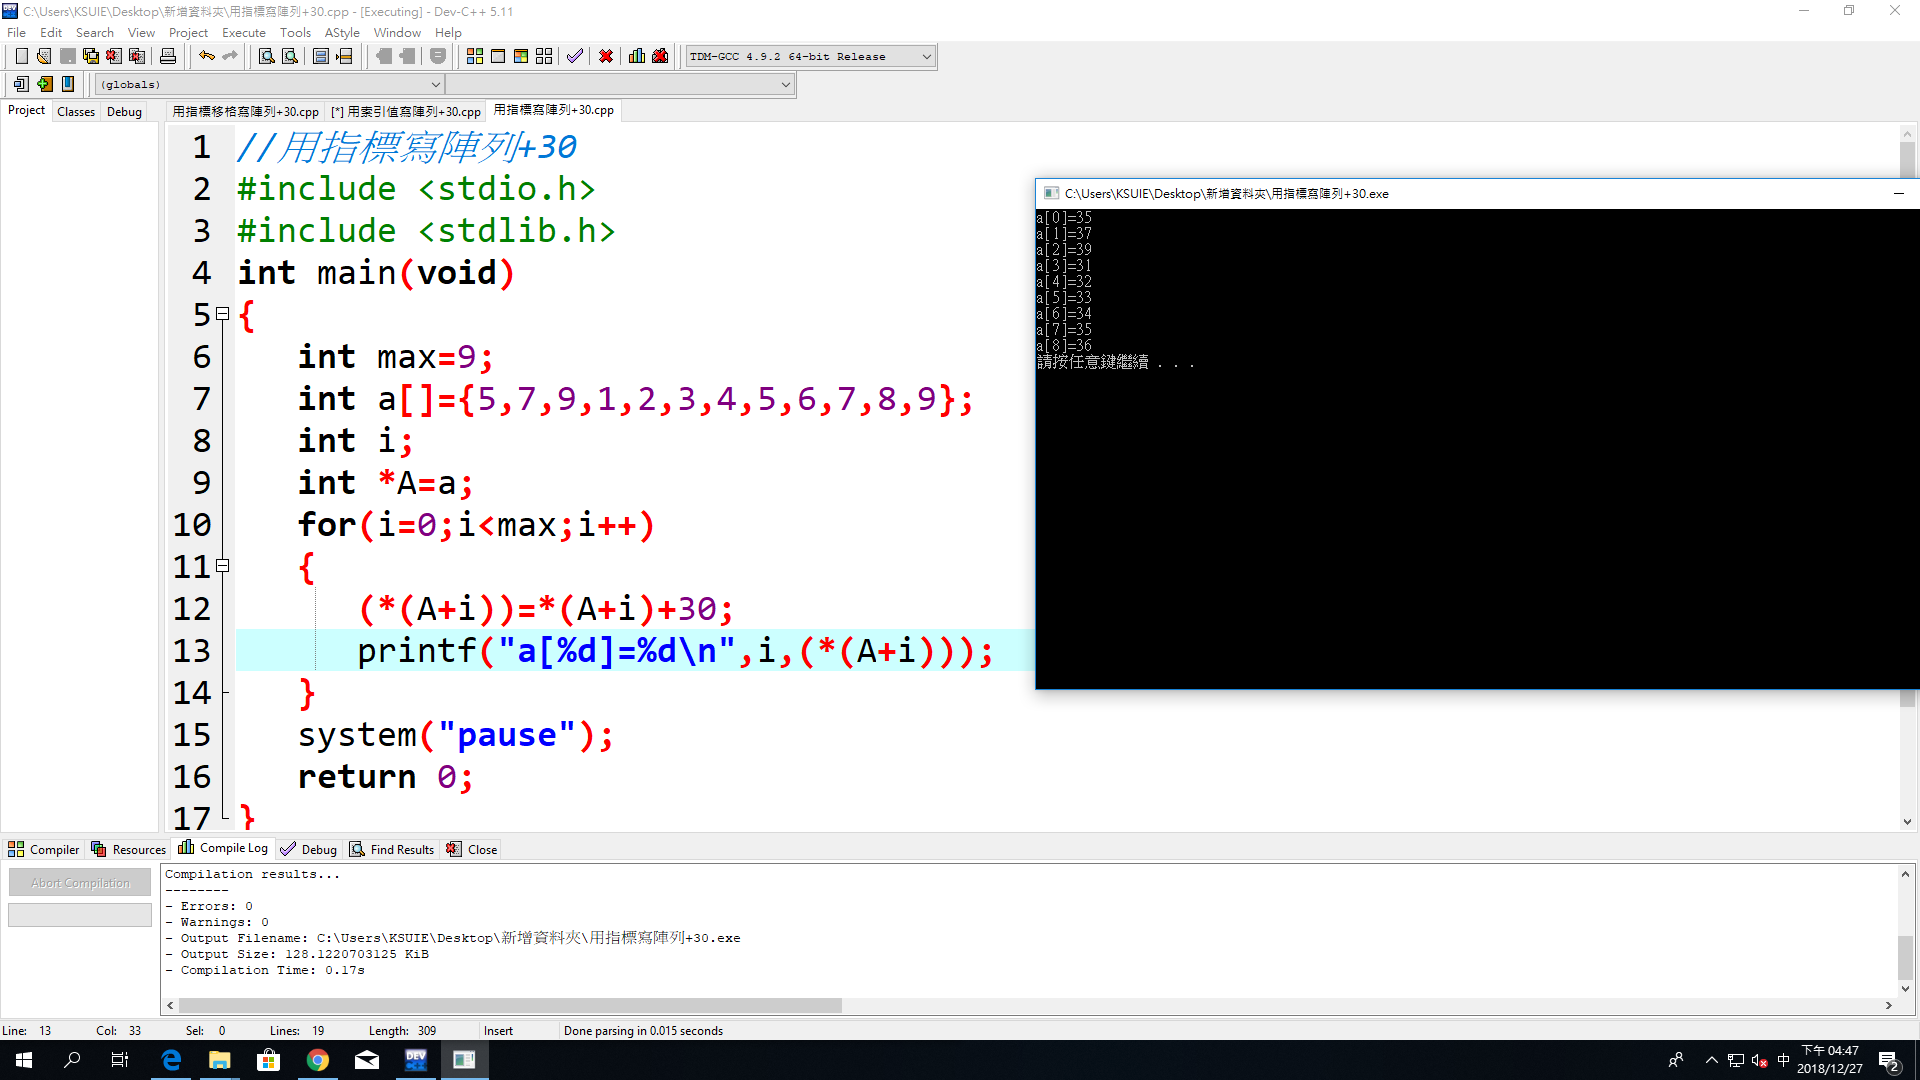 C:\Users\KSUIE\Desktop\新增資料夾\用指標寫陣列+30.cpp - [Executing] - Dev-C++ 5.11
File Edit Search View Project Execute Tools AStyle Window Help
TDM-GCC 4.9.2 64-bit Release
(globals)
Project Classes Debug
用指標移格寫陣列+30.cpp [*] 用索引值寫陣列+30.cpp 用指標寫陣列+30.cpp
1 //用指標寫陣列+30
2 #include <stdio.h>
3 #include <stdlib.h>
4 int main(void)
5 {
6 int max=9;
7 int a[]={5,7,9,1,2,3,4,5,6,7,8,9};
8 int i;
9 int *A=a;
10 for(i=0;i<max;i++)
11 {
12 (*(A+i))=*(A+i)+30;
13 printf("a[%d]=%d\n",i,(*(A+i)));
14 }
15 system("pause");
16 return 0;
17 }
C:\Users\KSUIE\Desktop\新增資料夾\用指標寫陣列+30.exe
a[0]=35
a[1]=37
a[2]=39
a[3]=31
a[4]=32
a[5]=33
a[6]=34
a[7]=35
a[8]=36
請按任意鍵繼續 . . .
Compiler Resources Compile Log Debug Find Results Close
Abort Compilation
Compilation results...
--------
- Errors: 0
- Warnings: 0
- Output Filename: C:\Users\KSUIE\Desktop\新增資料夾\用指標寫陣列+30.exe
- Output Size: 128.1220703125 KiB
- Compilation Time: 0.17s
Line: 13 Col: 33 Sel: 0 Lines: 19 Length: 309 Insert Done parsing in 0.015 seconds
DEV
中
下午 04:47
2018/12/27
2